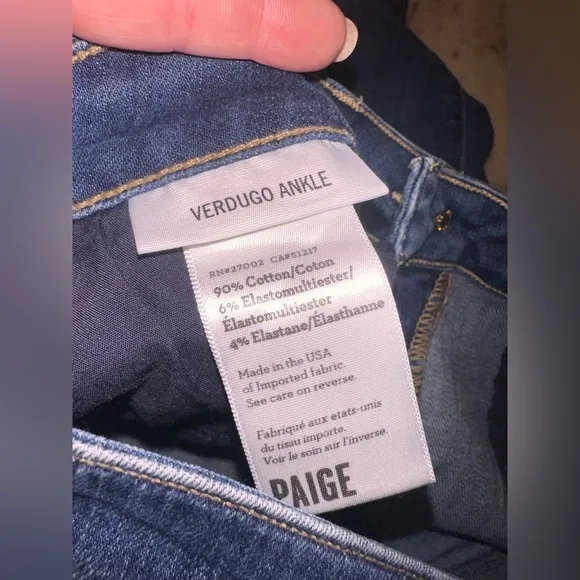 VERDUGO ANKLE
RN#27002 CA#51217
90% Cotton/Coton
6% Elastomultiester/
Élastomultiester
4% Elastane/Élasthanne
Made in the USA
of Imported fabric.
See care on reverse.
Fabriqué aux etats-unis
du tissu importe.
Voir le soin sur l'inverse.
PAIGE